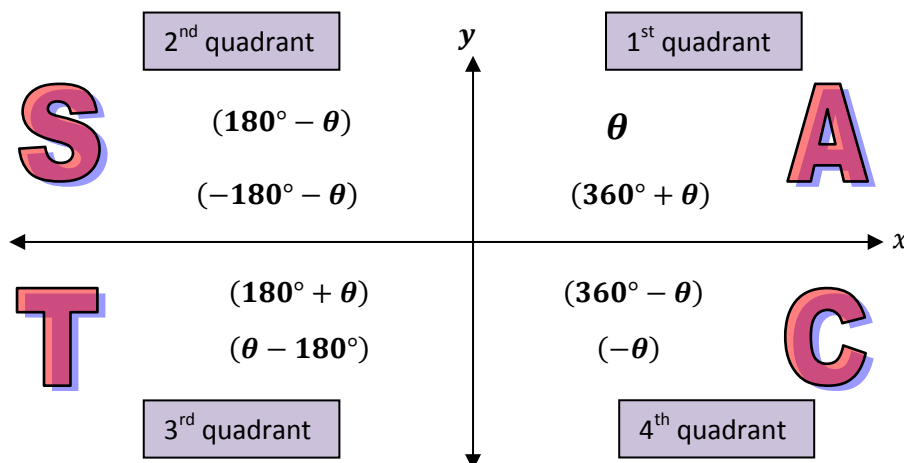 2nd quadrant
y
1st quadrant
S
(180° − θ)
θ
A
(−180° − θ)
(360° + θ)
x
T
(180° + θ)
(360° − θ)
C
(θ − 180°)
(−θ)
3rd quadrant
4th quadrant